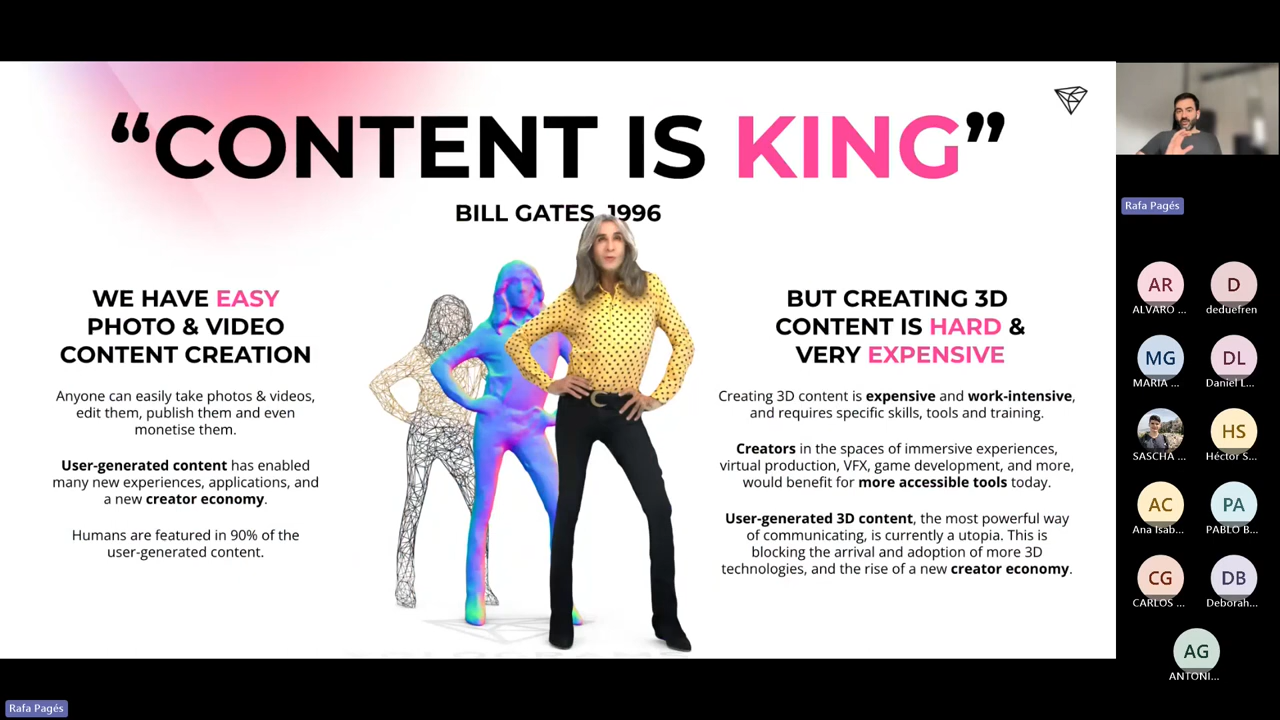 “CONTENT IS KING”
BILL GATES, 1996
WE HAVE EASY
PHOTO & VIDEO
CONTENT CREATION
Anyone can easily take photos & videos,
edit them, publish them and even
monetise them.
User-generated content has enabled
many new experiences, applications, and
a new creator economy.
Humans are featured in 90% of the
user-generated content.
BUT CREATING 3D
CONTENT IS HARD &
VERY EXPENSIVE
Creating 3D content is expensive and work-intensive,
and requires specific skills, tools and training.
Creators in the spaces of immersive experiences,
virtual production, VFX, game development, and more,
would benefit for more accessible tools today.
User-generated 3D content, the most powerful way
of communicating, is currently a utopia. This is
blocking the arrival and adoption of more 3D
technologies, and the rise of a new creator economy.
Rafa Pagés
AR
D
ALVARO ...
deduefren
MG
DL
MARIA ...
Daniel L...
HS
SASCHA ...
Héctor S...
AC
PA
Ana Isab...
PABLO B...
CG
DB
CARLOS ...
Deborah...
AG
ANTONI...
Rafa Pagés